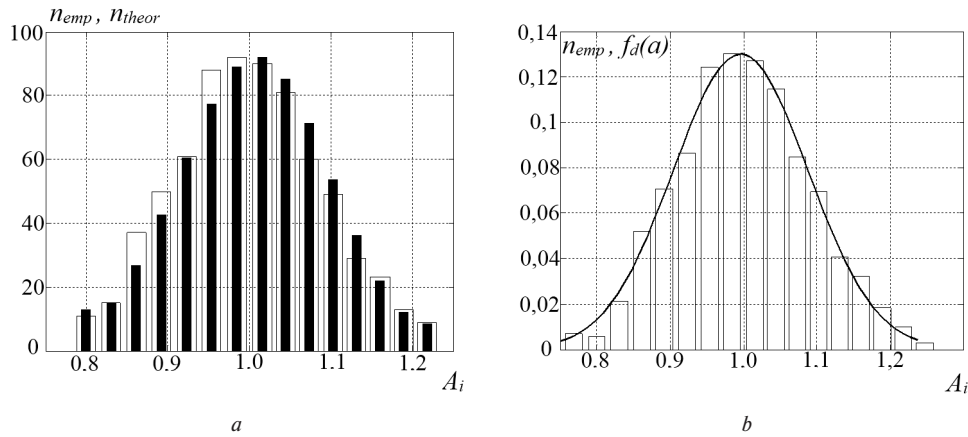 n_emp , n_theor
100
80
60
40
20
0
0.8 0.9 1.0 1.1 1.2
A_i
a
0,14
n_emp , f_d(a)
0,12
0,1
0,08
0,06
0,04
0,02
0
0.8 0.9 1.0 1.1 1,2
A_i
b